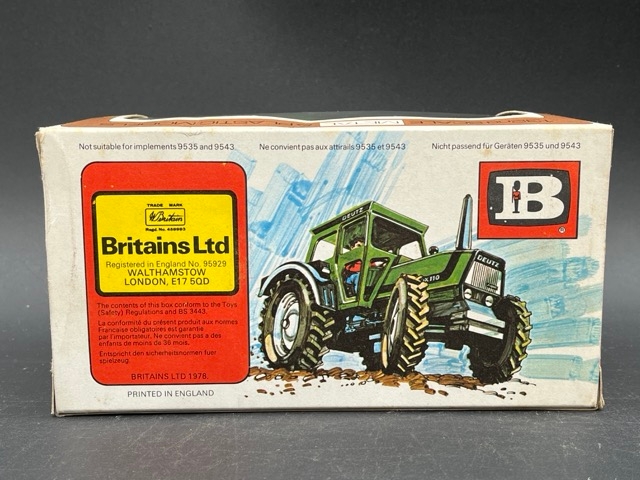 Not suitable for implements 9535 and 9543
Ne convient pas aux attirails 9535 et 9543
Nicht passend für Geräten 9535 und 9543
TRADE MARK
W. Britain
Regd. No. 459993
Britains Ltd
Registered in England No. 95929
WALTHAMSTOW
LONDON, E17 5QD
The contents of this box conform to the Toys
(Safety) Regulations and BS 3443.
La conformité du présent produit aux normes
Française obligatoires est garantie
par l'importateur. Ne convient pas a des
enfants de moins de 36 mois.
Entspricht den sicherheitsnormen fuer
spielzeug.
BRITAINS LTD 1978.
PRINTED IN ENGLAND
DEUTZ
DEUTZ
DX110
B
®